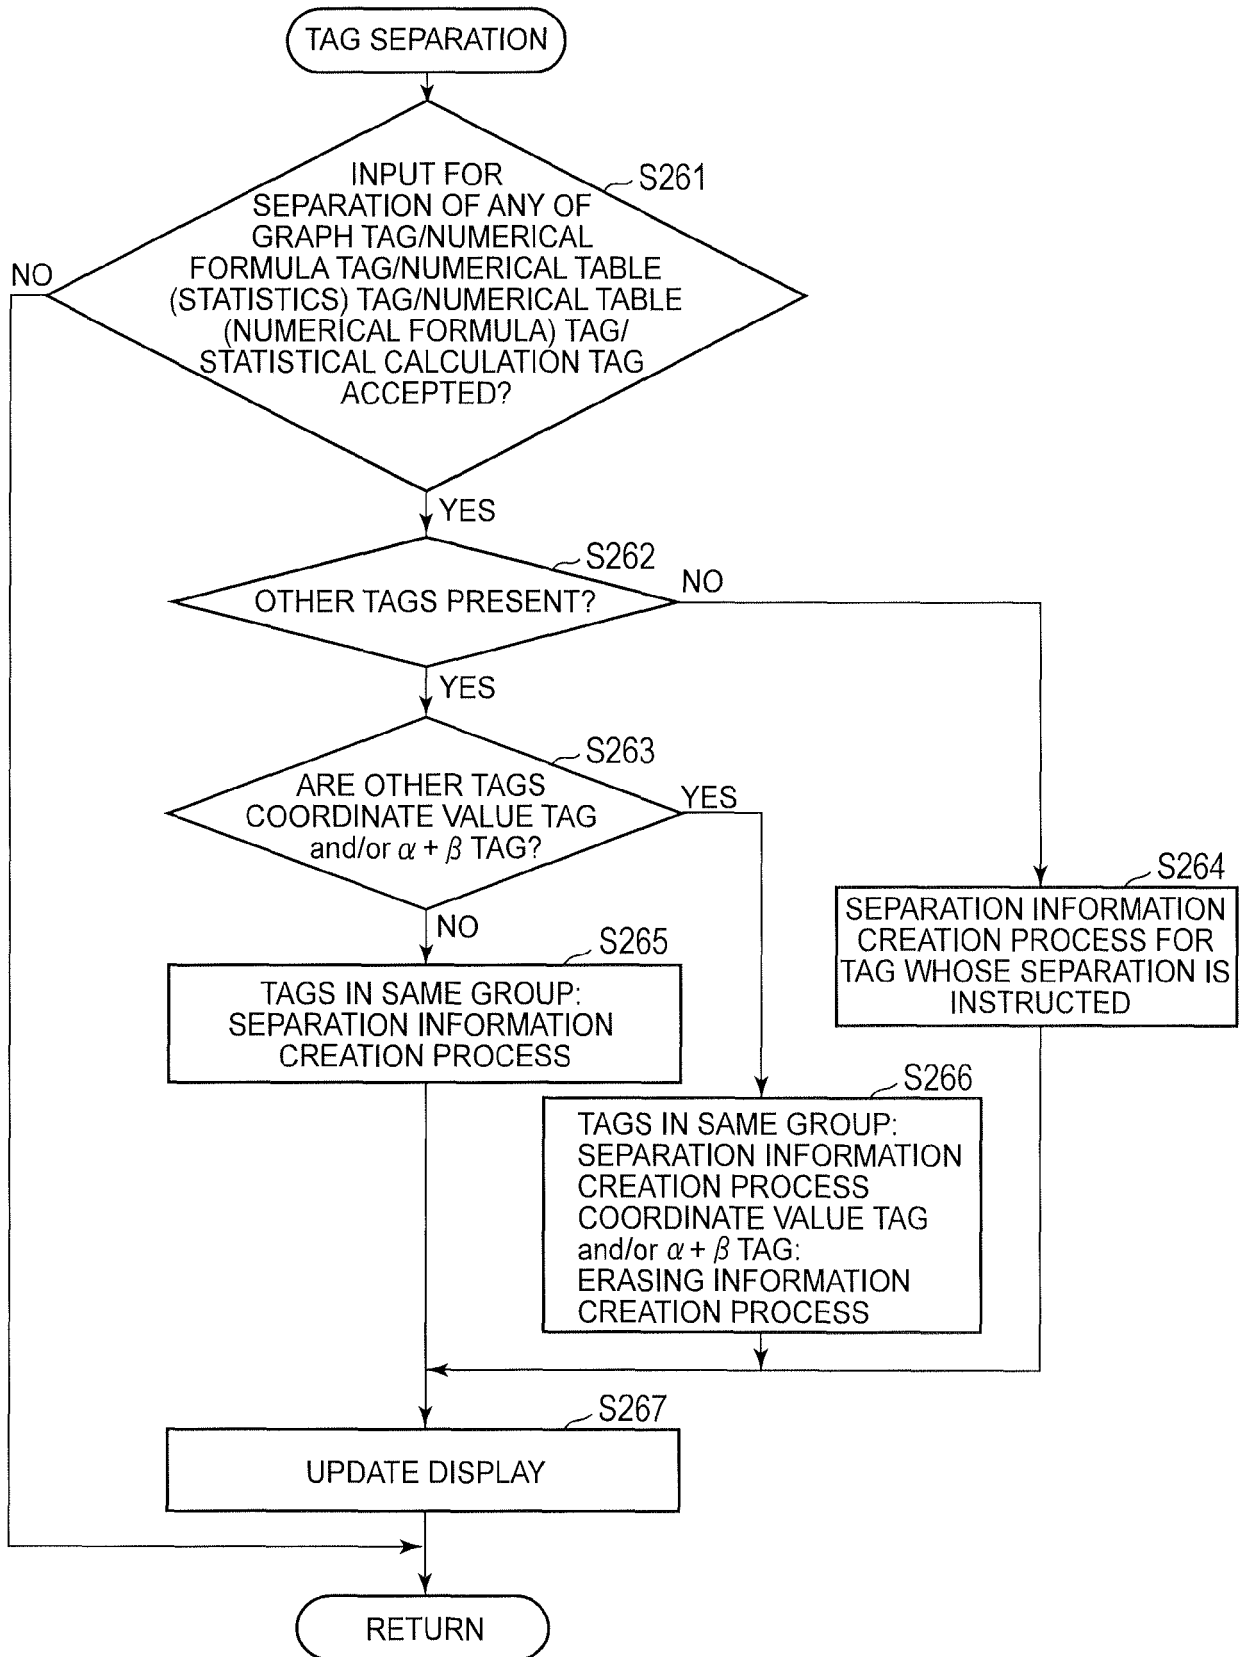 TAG SEPARATION
S261
INPUT FOR
SEPARATION OF ANY OF
GRAPH TAG/NUMERICAL
FORMULA TAG/NUMERICAL TABLE
(STATISTICS) TAG/NUMERICAL TABLE
(NUMERICAL FORMULA) TAG/
STATISTICAL CALCULATION TAG
ACCEPTED?
NO
YES
S262
OTHER TAGS PRESENT?
NO
YES
S263
ARE OTHER TAGS
COORDINATE VALUE TAG
and/or α + β TAG?
YES
NO
S264
SEPARATION INFORMATION
CREATION PROCESS FOR
TAG WHOSE SEPARATION IS
INSTRUCTED
S265
TAGS IN SAME GROUP:
SEPARATION INFORMATION
CREATION PROCESS
S266
TAGS IN SAME GROUP:
SEPARATION INFORMATION
CREATION PROCESS
COORDINATE VALUE TAG
and/or α + β TAG:
ERASING INFORMATION
CREATION PROCESS
S267
UPDATE DISPLAY
RETURN